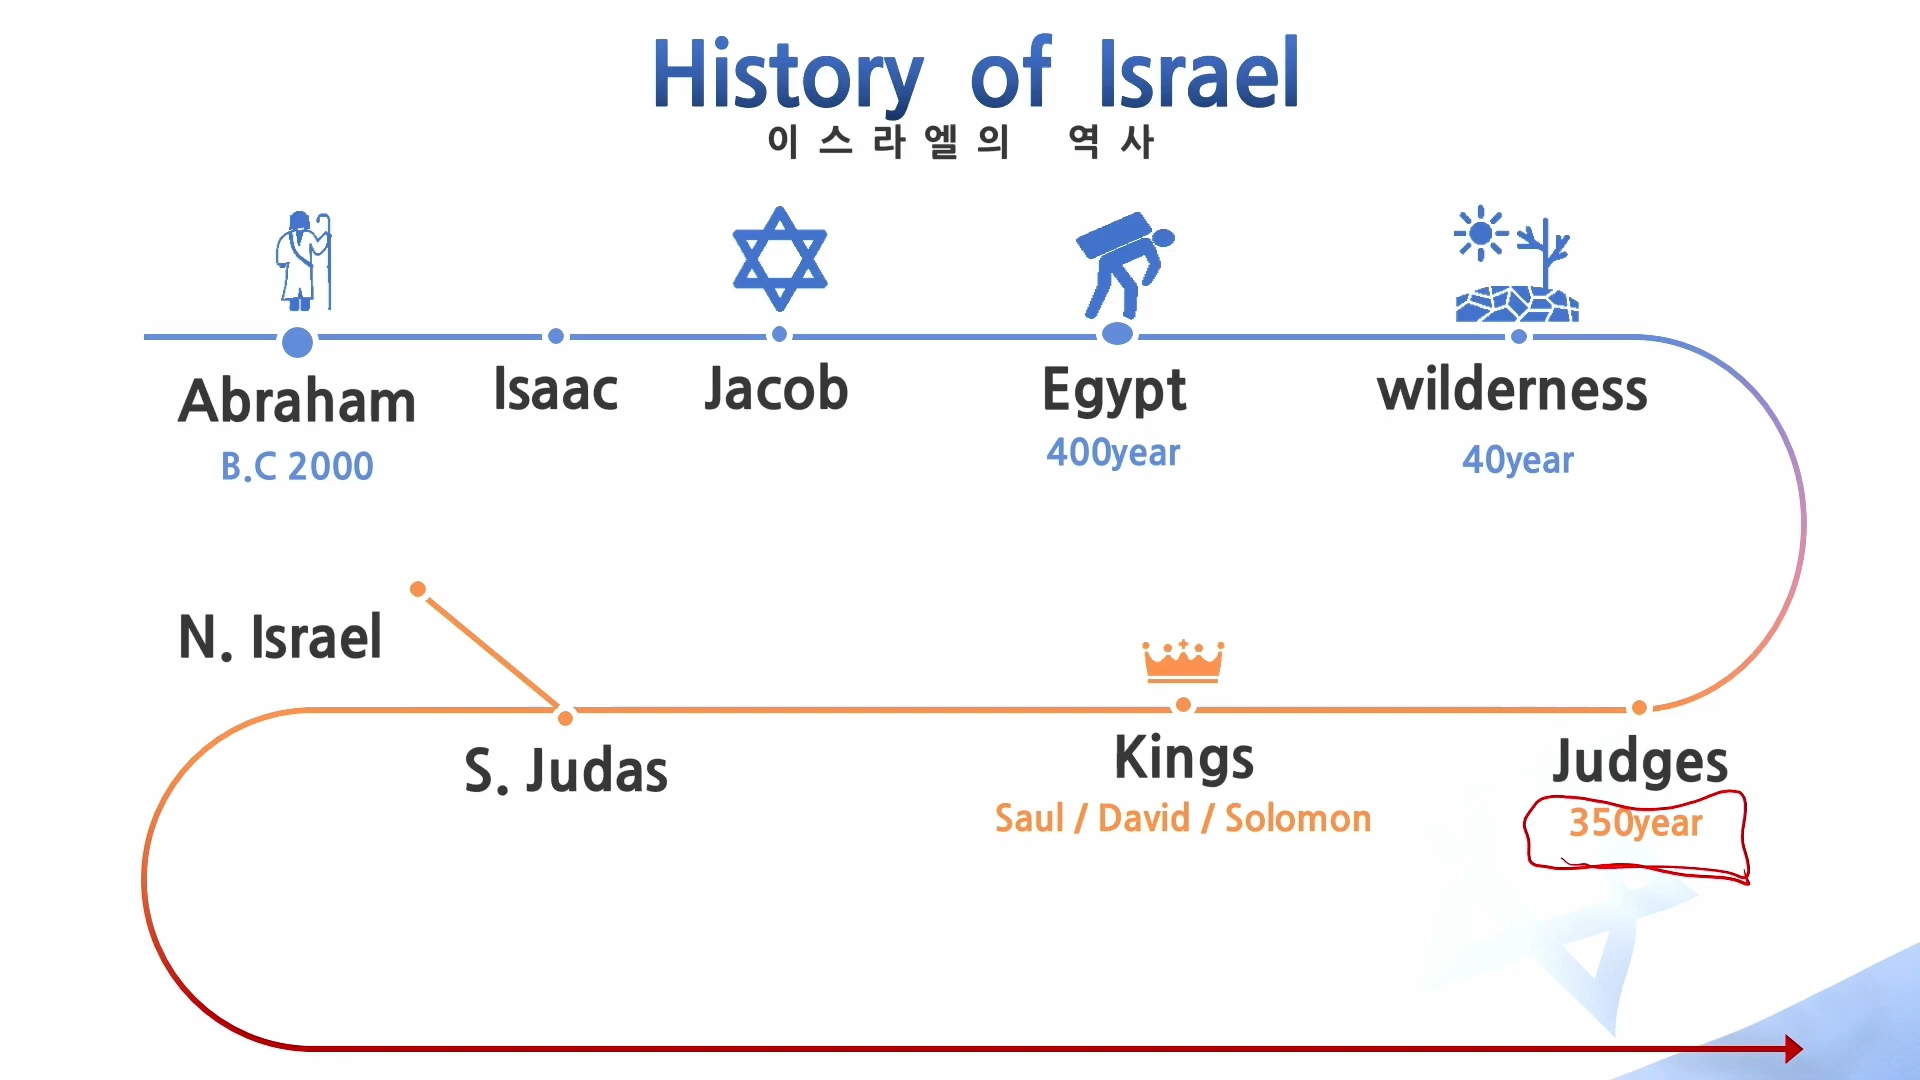 History of Israel
이스라엘의 역사
Abraham
B.C 2000
Isaac
Jacob
Egypt
400year
wilderness
40year
N. Israel
S. Judas
Kings
Saul / David / Solomon
Judges
350year